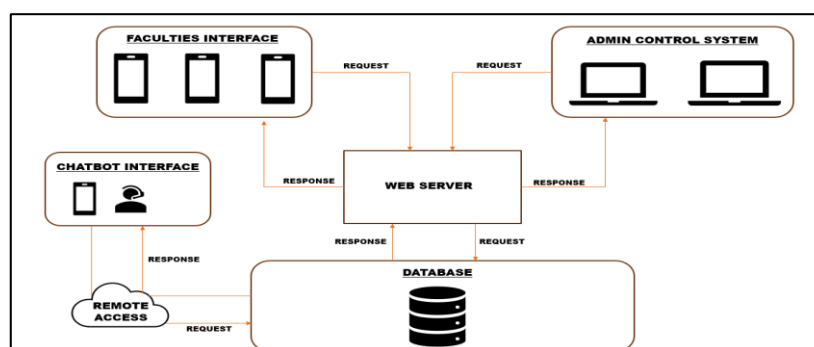 FACULTIES INTERFACE
ADMIN CONTROL SYSTEM
REQUEST
REQUEST
CHATBOT INTERFACE
RESPONSE
WEB SERVER
RESPONSE
RESPONSE
REQUEST
RESPONSE
DATABASE
REMOTE
ACCESS
REQUEST